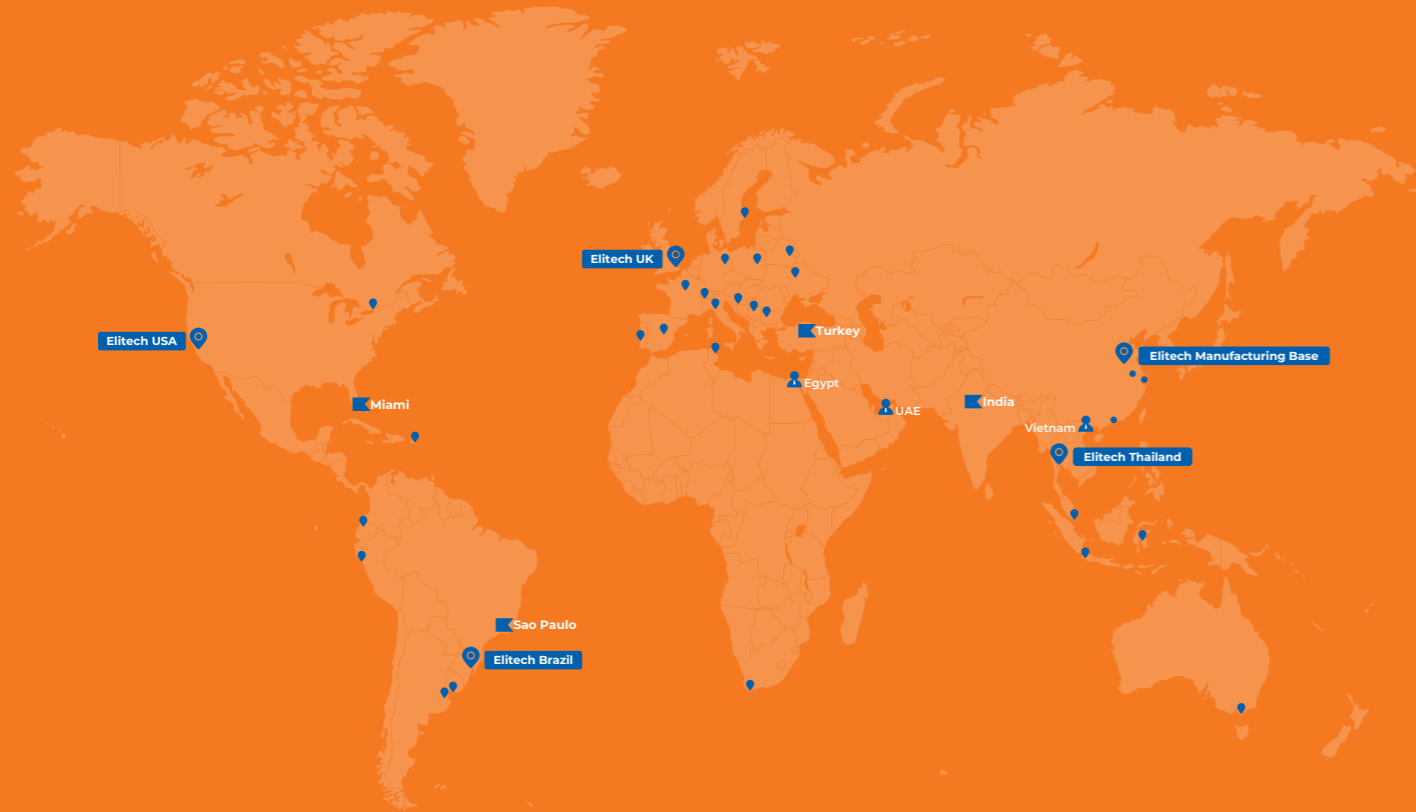 Elitech UK
Elitech USA
Turkey
Elitech Manufacturing Base
Egypt
Miami
UAE
India
Vietnam
Elitech Thailand
Sao Paulo
Elitech Brazil